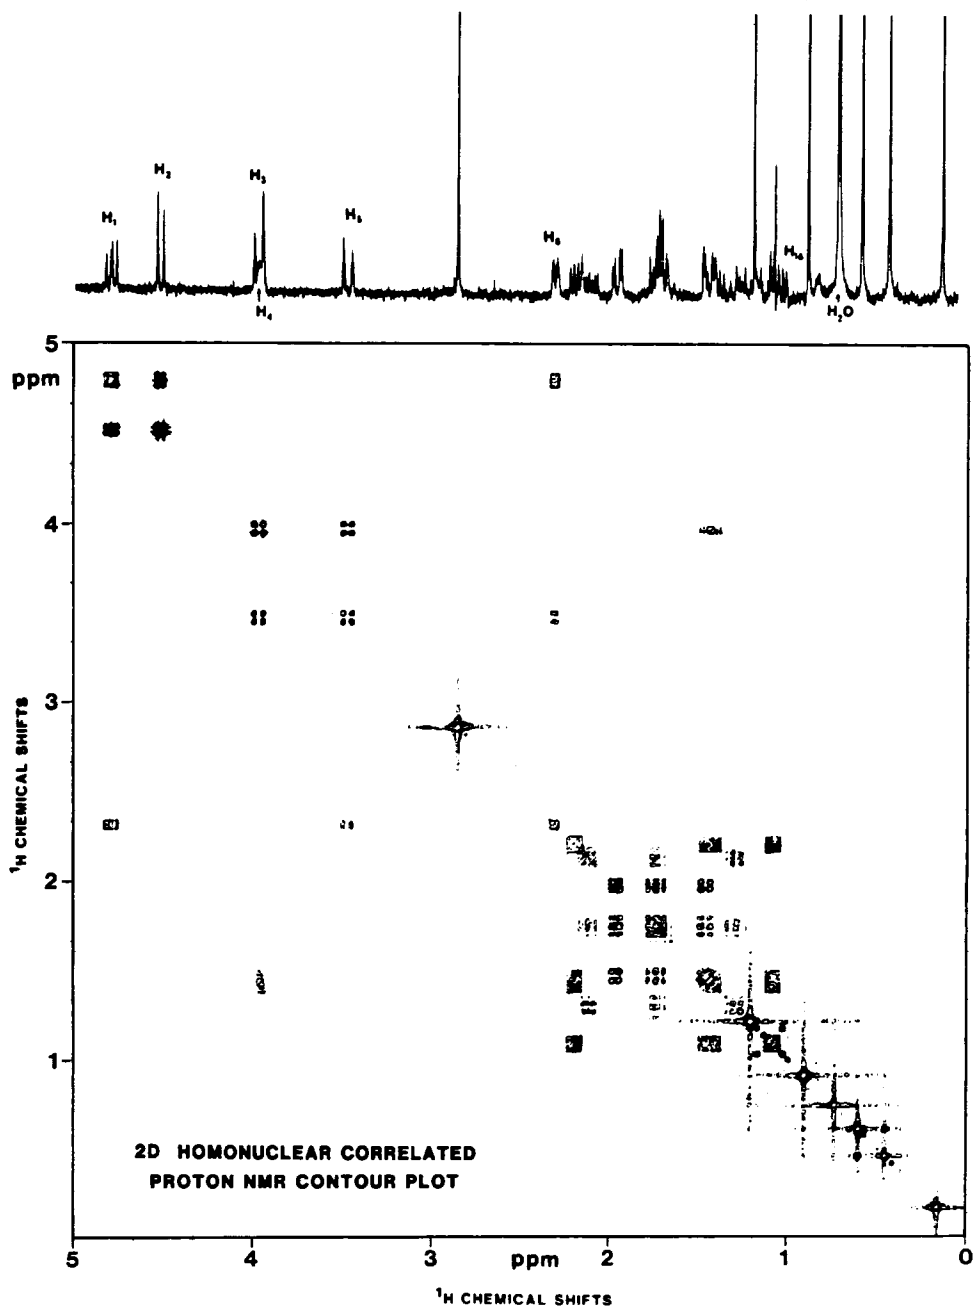 H₂
H₃
H₁
H₅
H₆
H₁₆
H₄
H₂O
5
ppm
4
3
2
1
¹H CHEMICAL SHIFTS
2D HOMONUCLEAR CORRELATED
PROTON NMR CONTOUR PLOT
5
4
3
ppm
2
1
0
¹H CHEMICAL SHIFTS